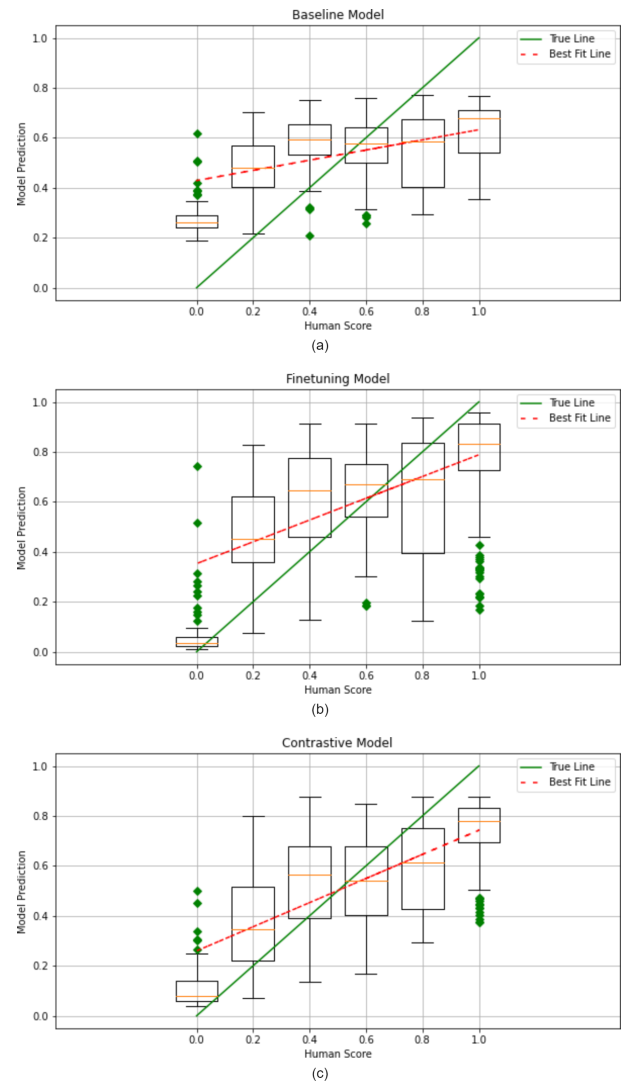 Baseline Model
True Line
Best Fit Line
1.0
0.8
0.6
0.4
0.2
0.0
Model Prediction
0.0 0.2 0.4 0.6 0.8 1.0
Human Score
(a)
Finetuning Model
True Line
Best Fit Line
1.0
0.8
0.6
0.4
0.2
0.0
Model Prediction
0.0 0.2 0.4 0.6 0.8 1.0
Human Score
(b)
Contrastive Model
True Line
Best Fit Line
1.0
0.8
0.6
0.4
0.2
0.0
Model Prediction
0.0 0.2 0.4 0.6 0.8 1.0
Human Score
(c)